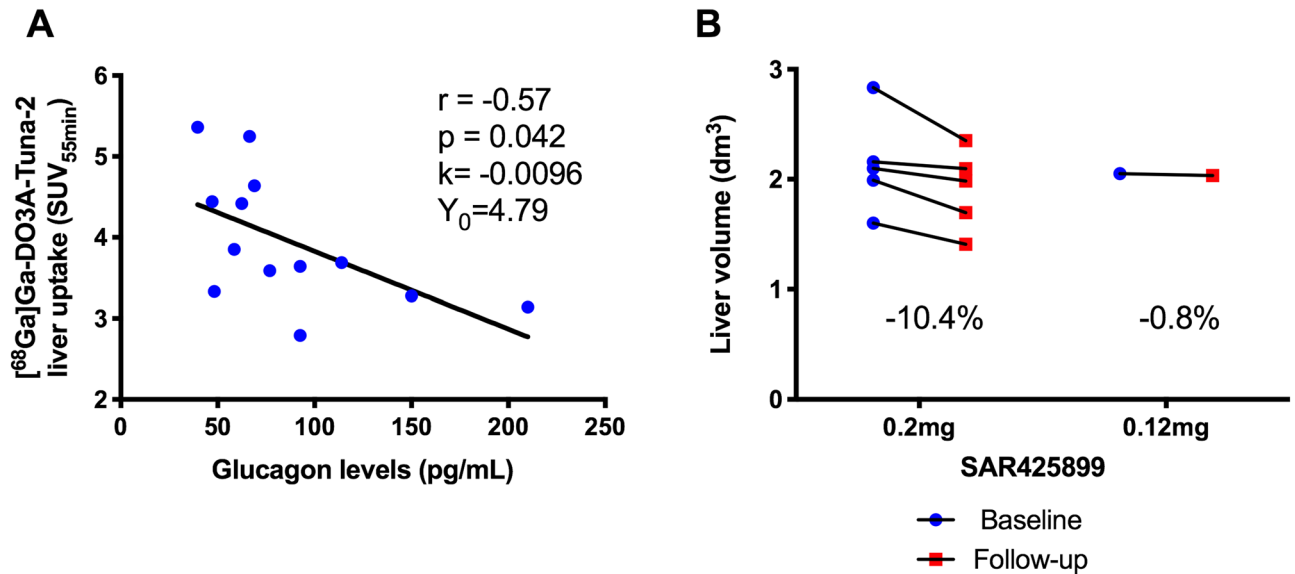 A
[⁶⁸Ga]Ga-DO3A-Tuna-2
liver uptake (SUV₅₅ₘᵢₙ)
6
5
4
3
2
r = -0.57
p = 0.042
k= -0.0096
Y₀=4.79
0 50 100 150 200 250
Glucagon levels (pg/mL)
B
Liver volume (dm³)
3
2
1
0
-10.4% -0.8%
0.2mg 0.12mg
SAR425899
Baseline
Follow-up